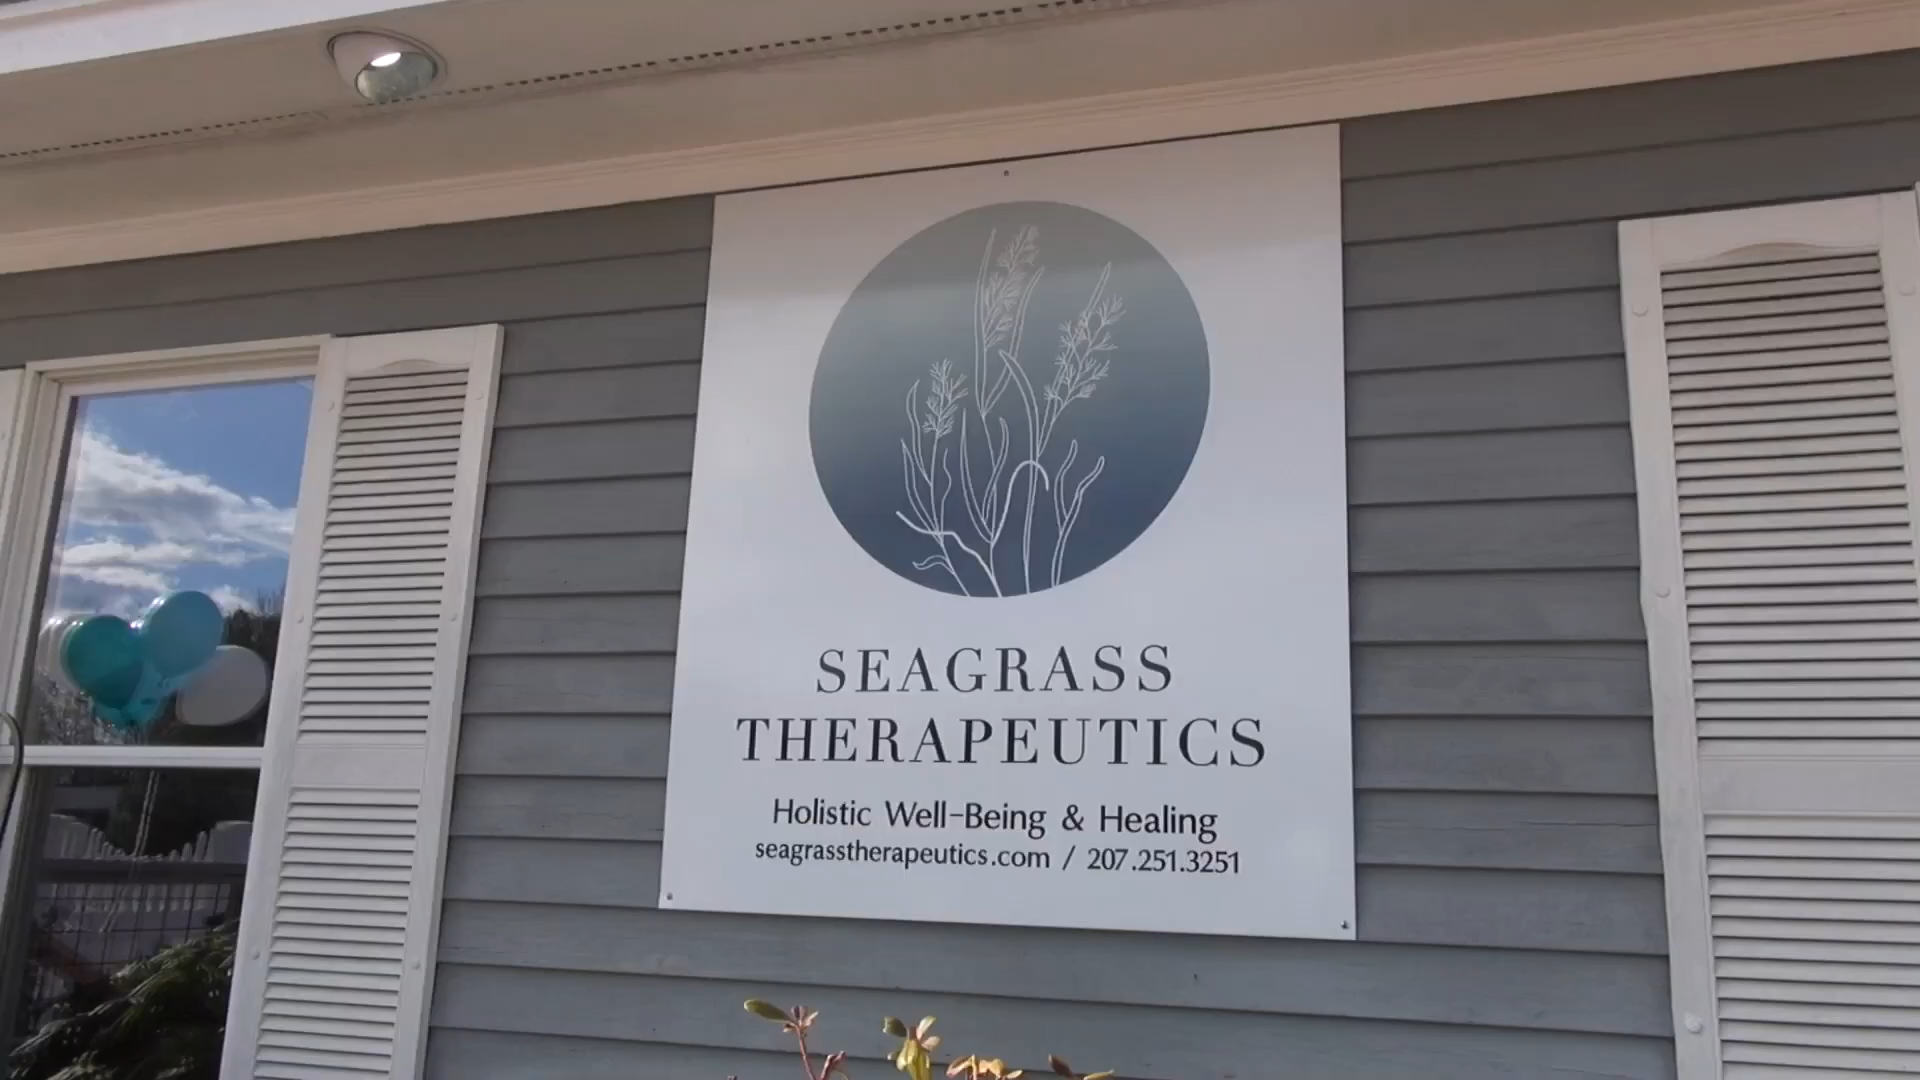 SEAGRASS
THERAPEUTICS
Holistic Well-Being & Healing
seagrasstherapeutics.com / 207.251.3251